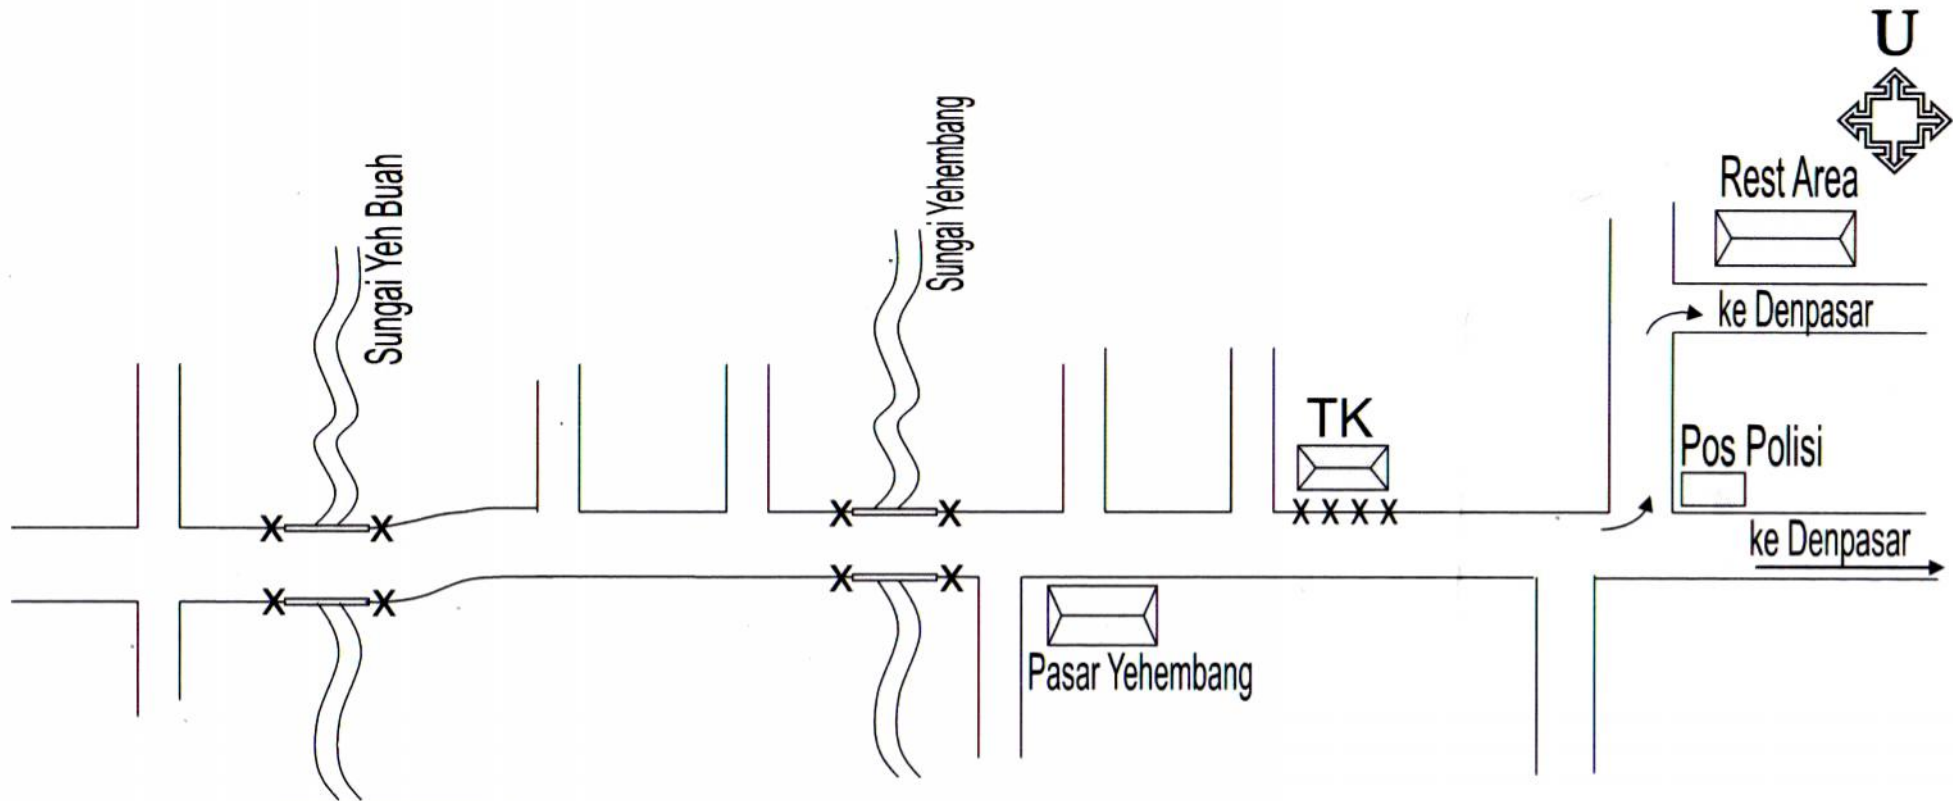 U
Sungai Yeh Buah
Sungai Yehembang
Rest Area
ke Denpasar
TK
Pos Polisi
X X X X X X X X
X X X X
ke Denpasar
Pasar Yehembang